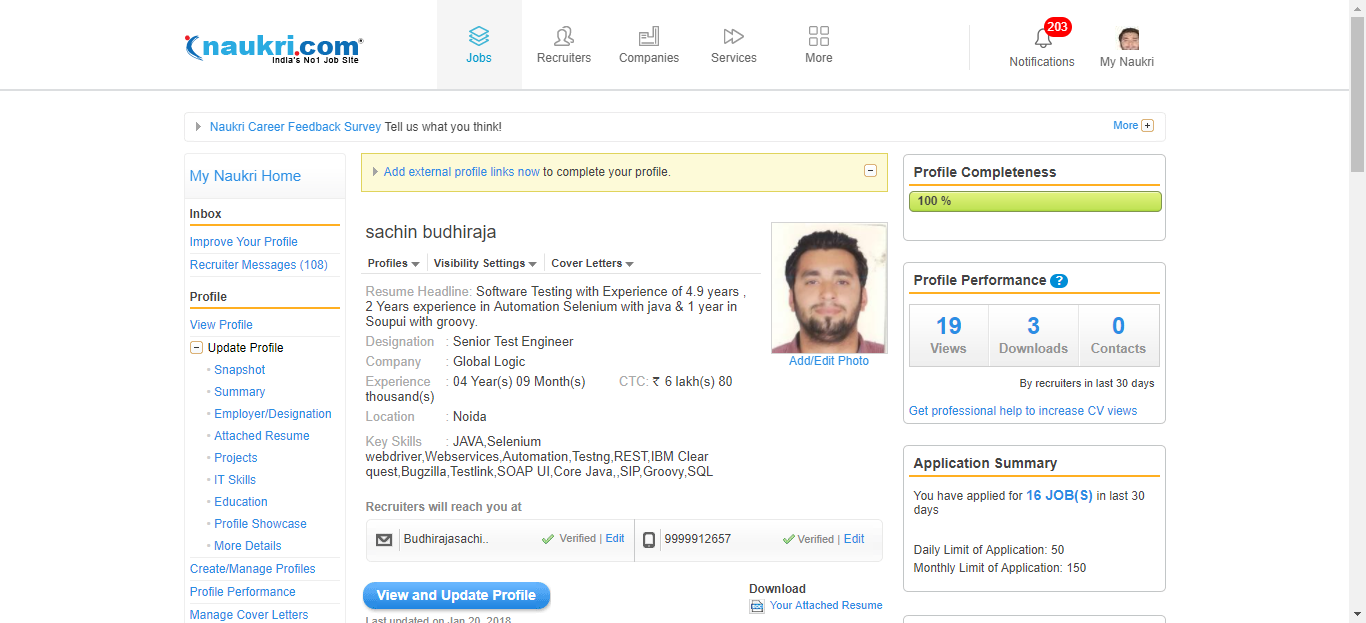 naukri.com
India's No1 Job Site
Jobs
Recruiters
Companies
Services
More
203
Notifications
My Naukri
Naukri Career Feedback Survey Tell us what you think!
More
My Naukri Home
Inbox
Improve Your Profile
Recruiter Messages (108)
Profile
View Profile
Update Profile
Snapshot
Summary
Employer/Designation
Attached Resume
Projects
IT Skills
Education
Profile Showcase
More Details
Create/Manage Profiles
Profile Performance
Manage Cover Letters
Add external profile links now to complete your profile.
sachin budhiraja
Profiles
Visibility Settings
Cover Letters
Resume Headline: Software Testing with Experience of 4.9 years ,
2 Years experience in Automation Selenium with java & 1 year in
Soupui with groovy.
Designation : Senior Test Engineer
Company : Global Logic
Experience : 04 Year(s) 09 Month(s) CTC: ₹ 6 lakh(s) 80
thousand(s)
Location : Noida
Key Skills : JAVA,Selenium
webdriver,Webservices,Automation,Testng,REST,IBM Clear
quest,Bugzilla,Testlink,SOAP UI,Core Java,,SIP,Groovy,SQL
Add/Edit Photo
Recruiters will reach you at
Budhirajasachi.. Verified | Edit
9999912657 Verified | Edit
View and Update Profile
Last updated on Jan 20, 2018
Download
Your Attached Resume
Profile Completeness
100 %
Profile Performance ?
19
Views
3
Downloads
0
Contacts
By recruiters in last 30 days
Get professional help to increase CV views
Application Summary
You have applied for 16 JOB(S) in last 30
days
Daily Limit of Application: 50
Monthly Limit of Application: 150